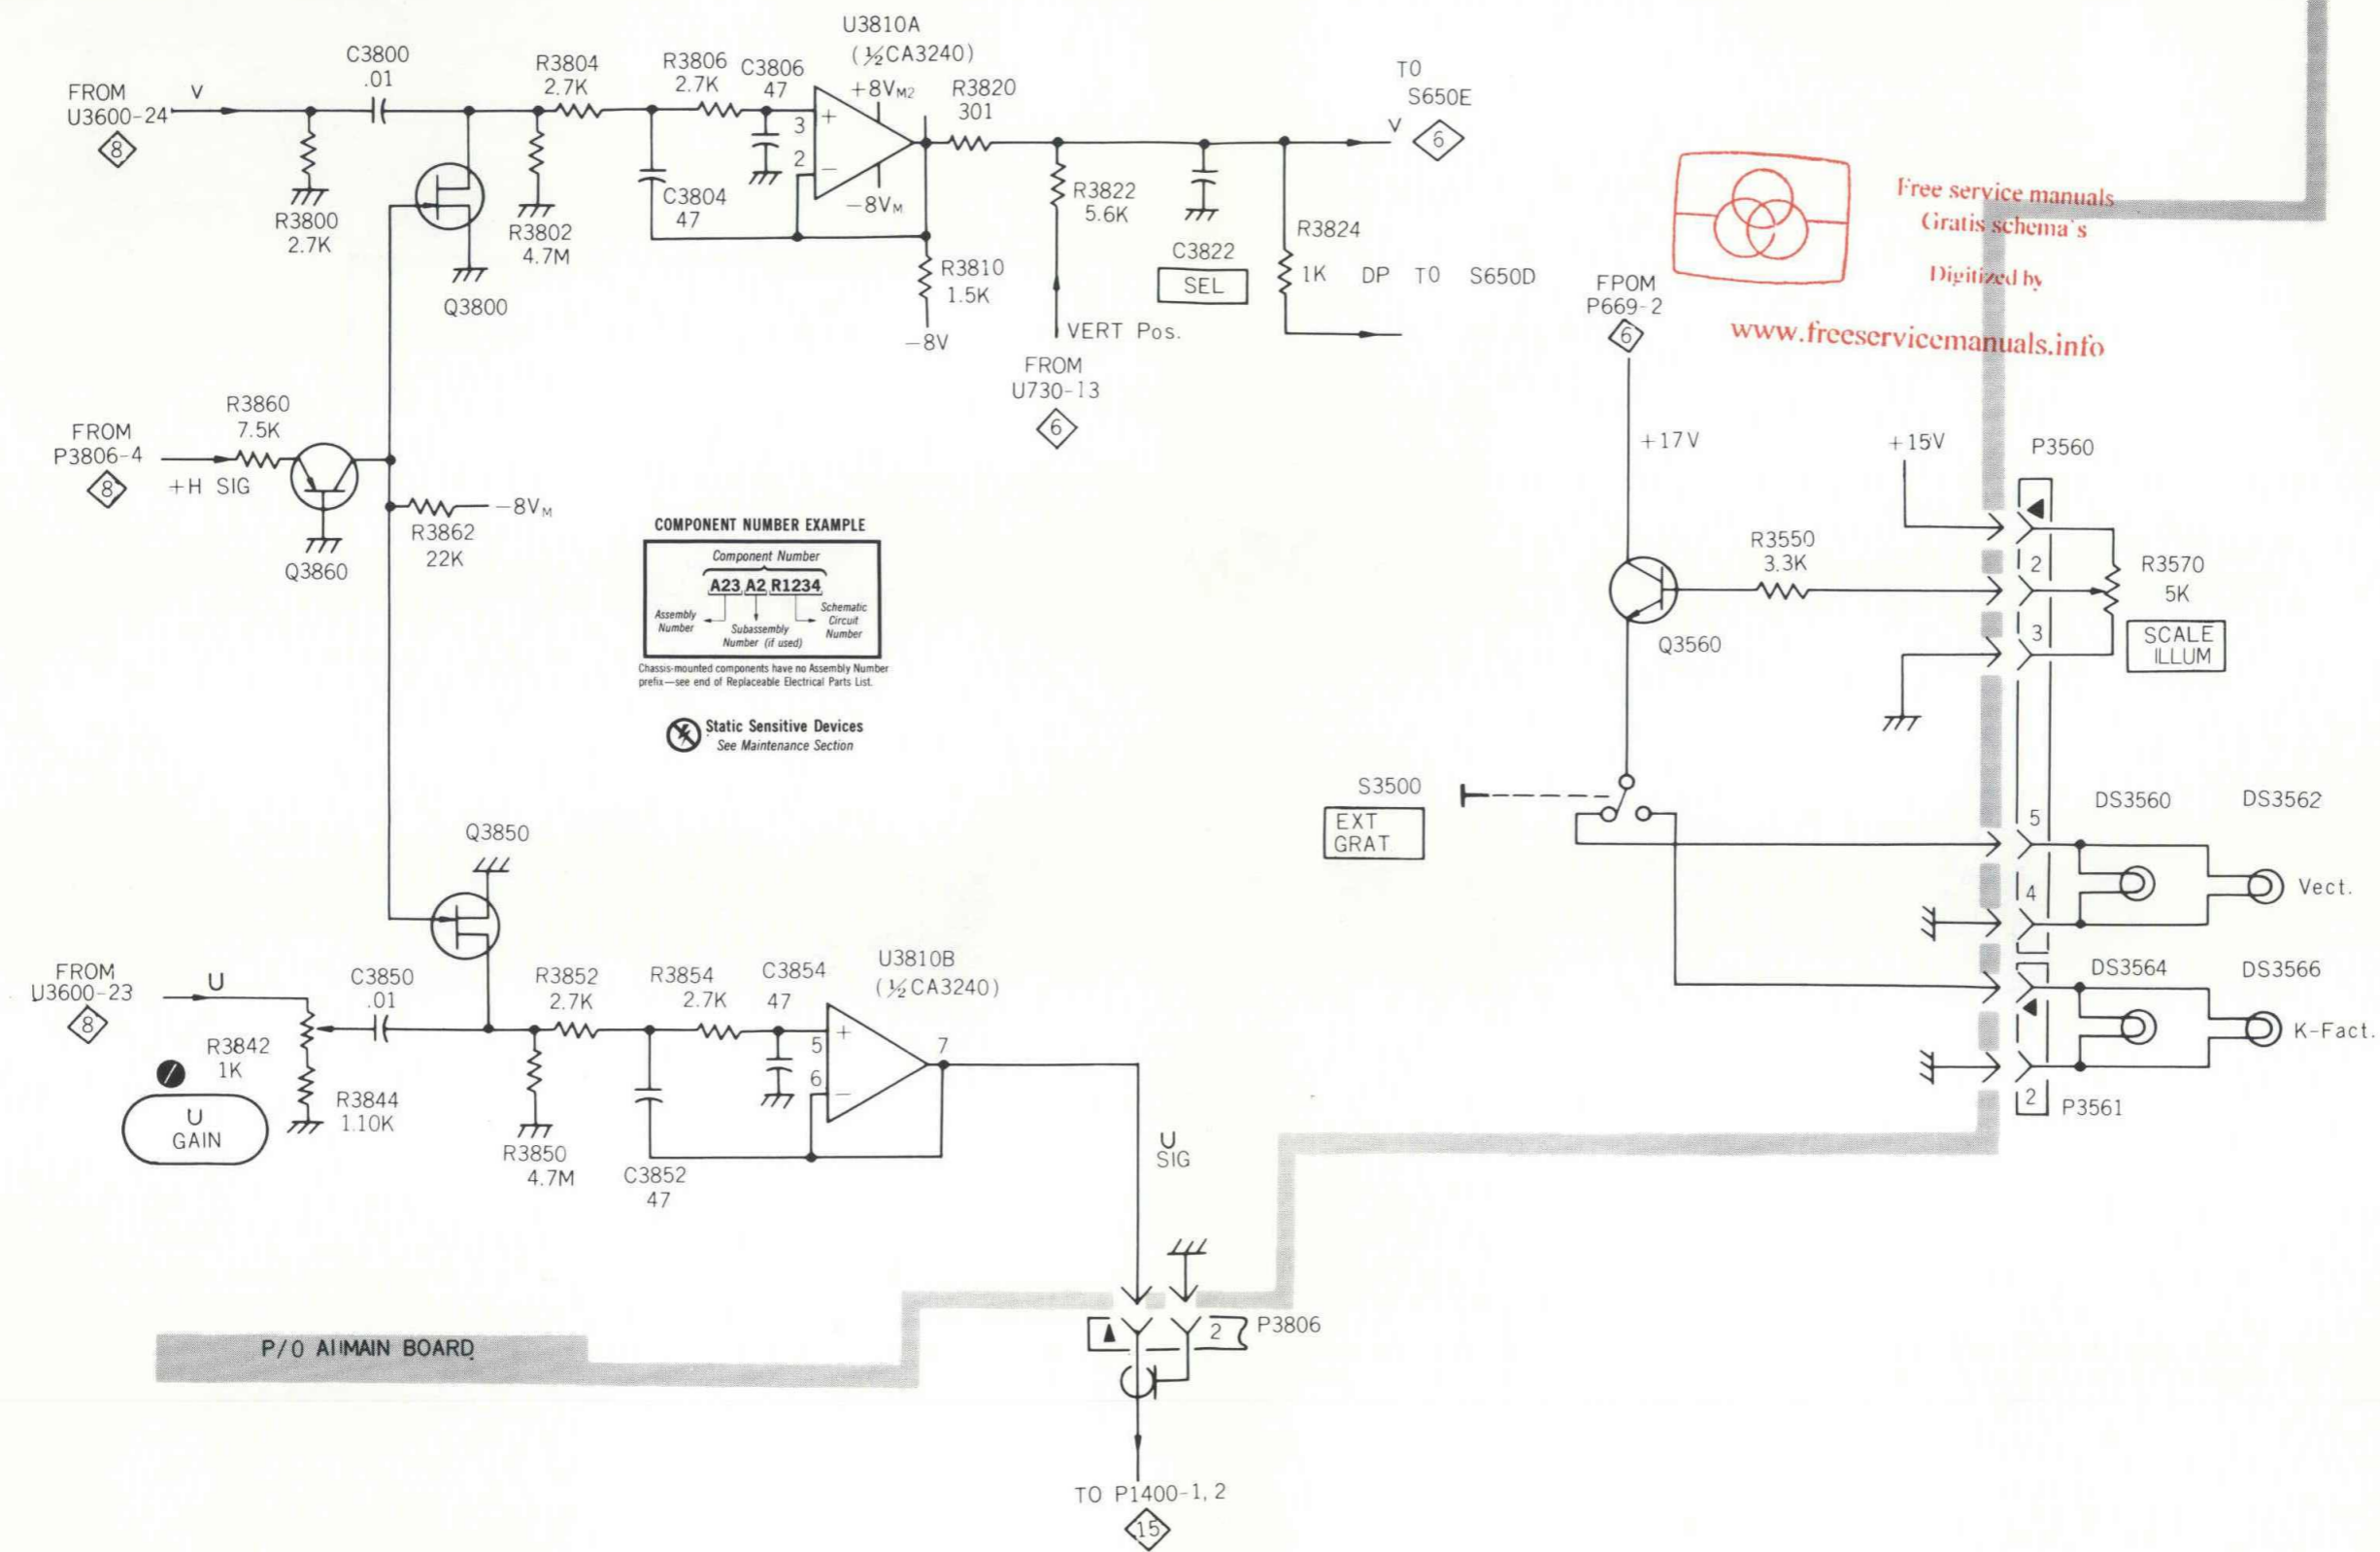 U3810A
(½CA3240)
C3800
.01
R3804
2.7K
R3806
2.7K
C3806
47
+8VM2
R3820
301
TO
S650E
FROM
U3600-24
8
V
3
+
2
−
V
6
R3800
2.7K
R3802
4.7M
C3804
47
−8VM
R3822
5.6K
C3822
SEL
R3824
1K
DP TO S650D
Q3800
R3810
1.5K
−8V
VERT Pos.
FROM
U730-13
6
FPOM
P669-2
6
Free service manuals
Gratis schema's
Digitized by
www.freeservicemanuals.info
R3860
7.5K
FROM
P3806-4
8
+H SIG
−8VM
R3862
22K
Q3860
COMPONENT NUMBER EXAMPLE
Component Number
A23 A2 R1234
Assembly
Number
Subassembly
Number (if used)
Schematic
Circuit
Number
Chassis-mounted components have no Assembly Number
prefix—see end of Replaceable Electrical Parts List.
Static Sensitive Devices
See Maintenance Section
+17V
+15V
P3560
R3550
3.3K
2
R3570
5K
Q3560
3
SCALE
ILLUM
S3500
EXT
GRAT
5
DS3560
DS3562
4
Vect.
DS3564
DS3566
K-Fact.
2
P3561
Q3850
FROM
U3600-23
8
U
C3850
.01
R3852
2.7K
R3854
2.7K
C3854
47
U3810B
(½CA3240)
R3842
1K
5
+
6
−
7
U
GAIN
R3844
1.10K
R3850
4.7M
C3852
47
U
SIG
P/O A11MAIN BOARD
2
P3806
TO P1400-1, 2
15